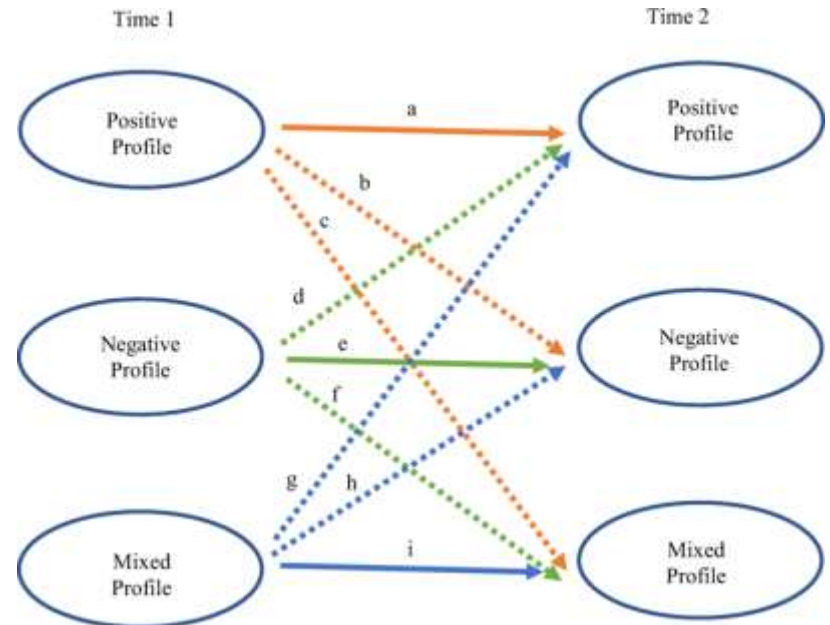 Time 1
Time 2
Positive
Profile
a
Positive
Profile
b
c
d
Negative
Profile
e
Negative
Profile
f
g
h
Mixed
Profile
i
Mixed
Profile